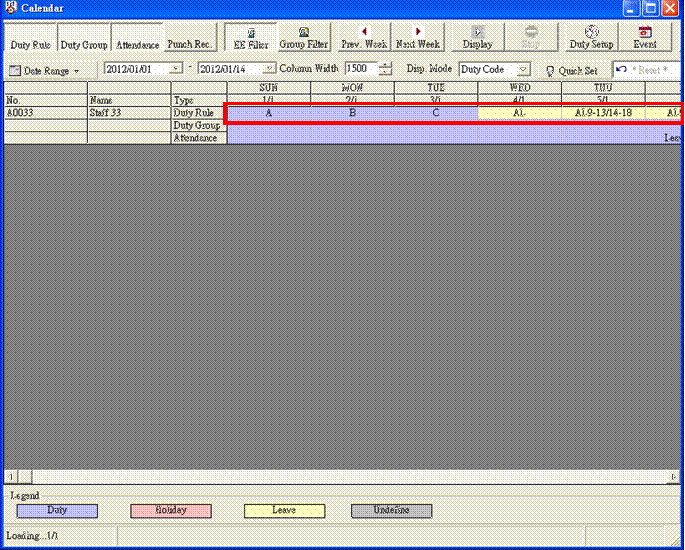 Calendar
Duty Rule Duty Group Attendance Punch Rec. EE Filter Group Filter Prev. Week Next Week Display Stop Duty Setup Event
Date Range 2012/01/01 - 2012/01/14 Column Width 1500 Disp. Mode Duty Code Quick Set * Reset *
SUN MON TUE WED THU
No. Name Type 1/1 2/1 3/1 4/1 5/1
A0033 Staff 33 Duty Rule A B C AL AL9-13/14-18 AL9
Duty Group
Attendance Leav
Legend
Duty Holiday Leave Undefine
Loading...1/1